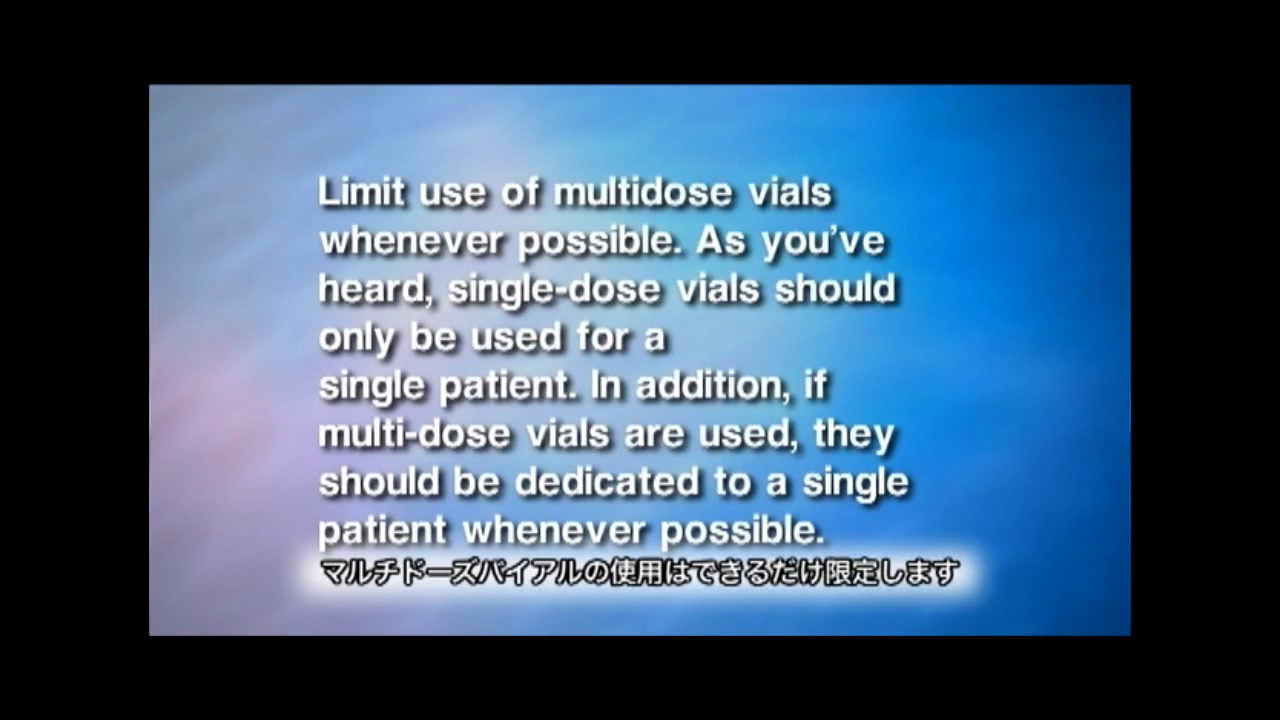 Limit use of multidose vials
whenever possible. As you’ve
heard, single-dose vials should
only be used for a
single patient. In addition, if
multi-dose vials are used, they
should be dedicated to a single
patient whenever possible.
マルチドーズバイアルの使用はできるだけ限定します